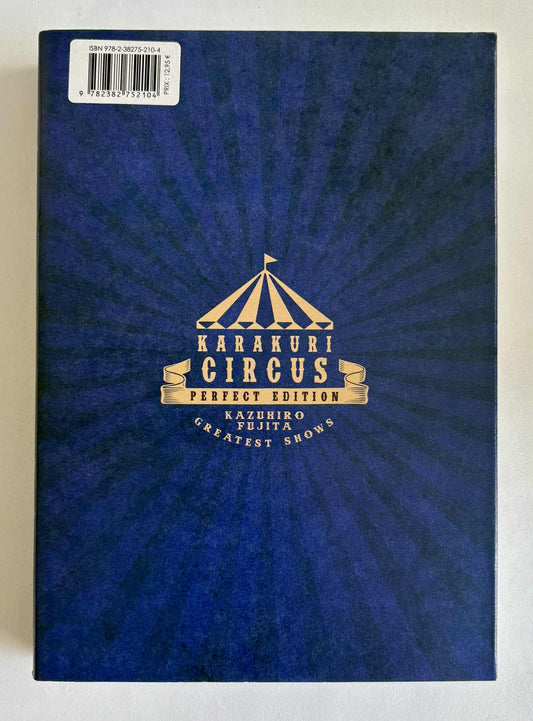 ISBN 978-2-38275-210-4
9 782382 752104
PRIX : 12,95 €
KARAKURI
CIRCUS
PERFECT EDITION
KAZUHIRO
FUJITA
GREATEST SHOWS